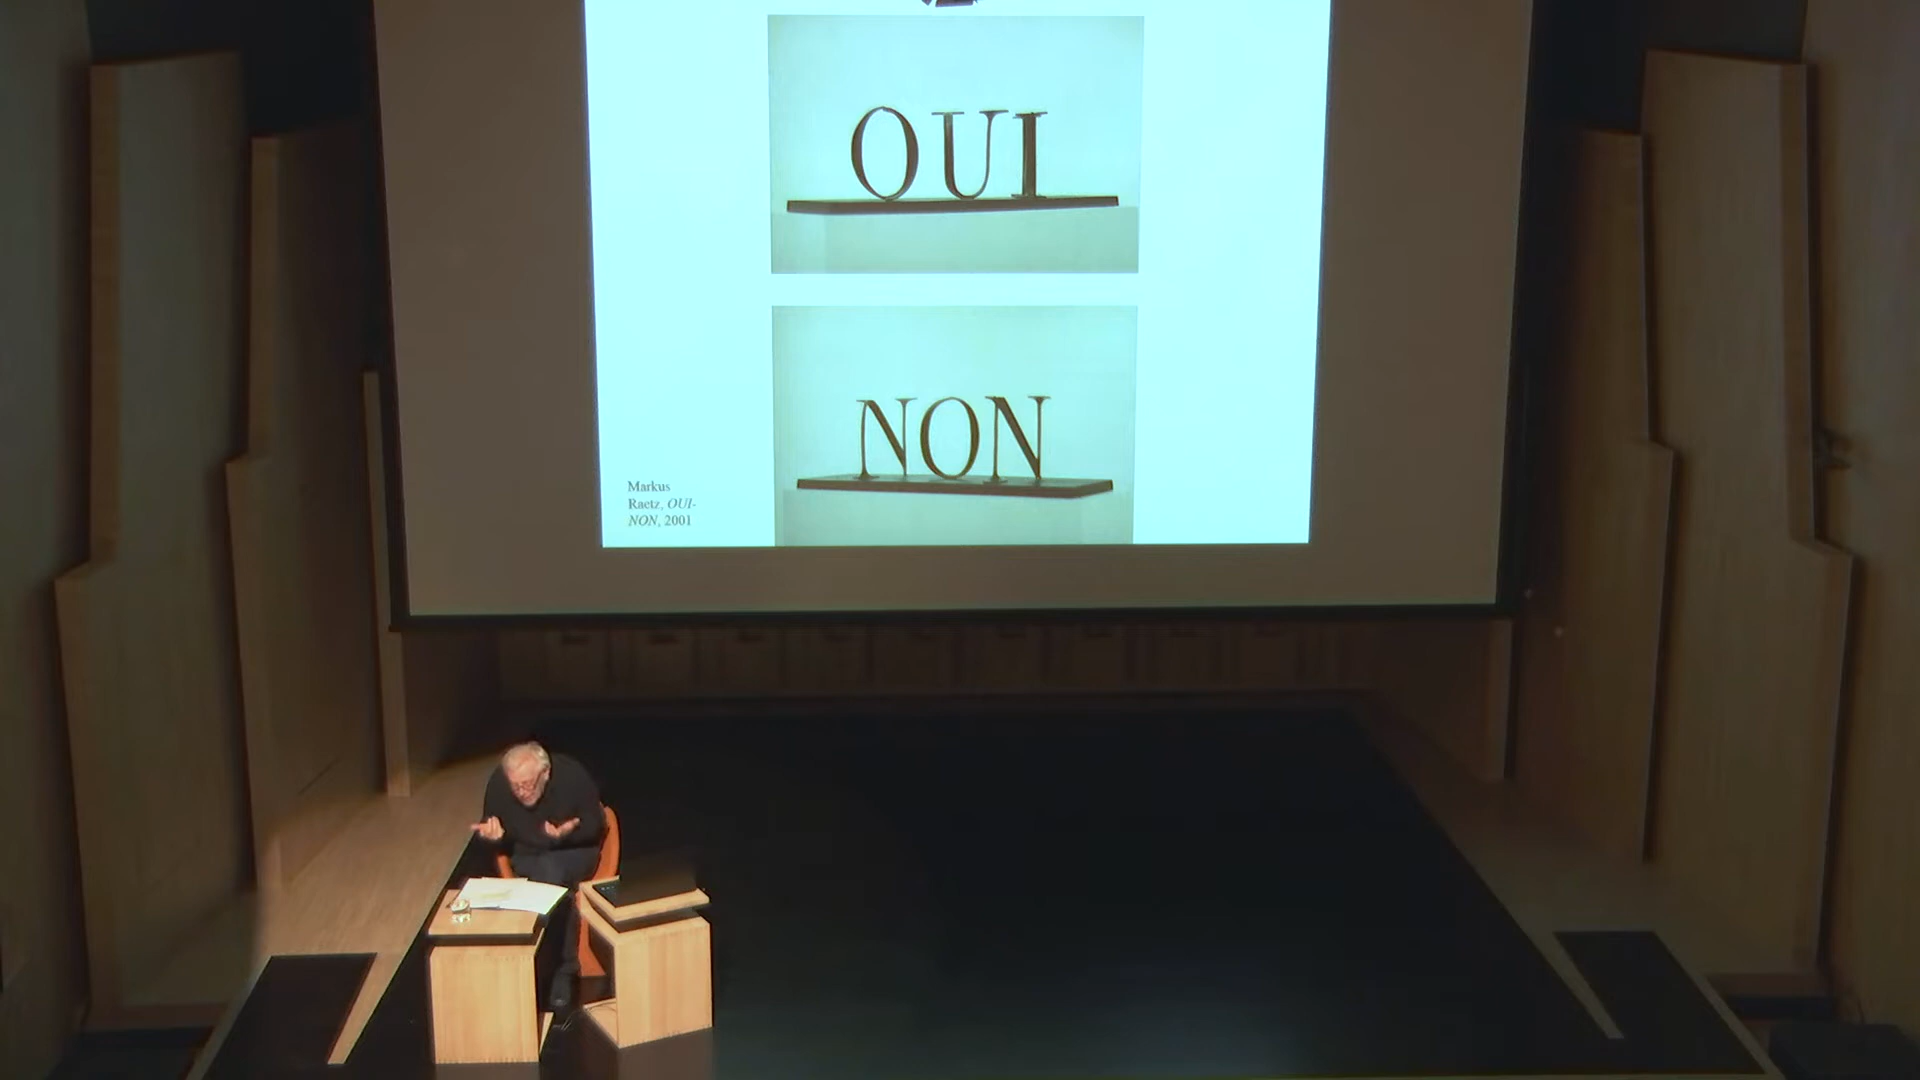 OUI
NON
Markus
Raetz, OUI-
NON, 2001